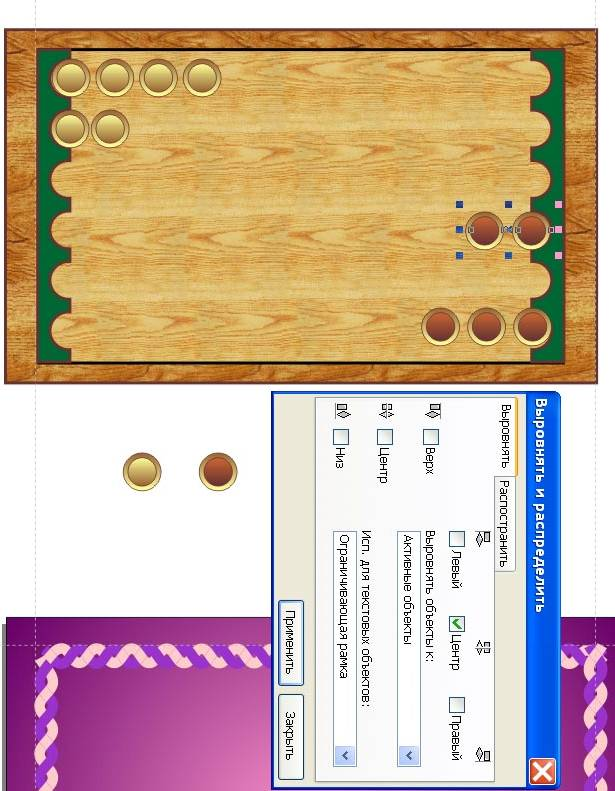 Выровнять и распределить
Выровнять
Распостранить
Верх
Центр
Низ
Левый
Центр
Правый
Выровнять объекты к:
Активные объекты
Исп. для текстовых объектов:
Ограничивающая рамка
Применить
Закрыть